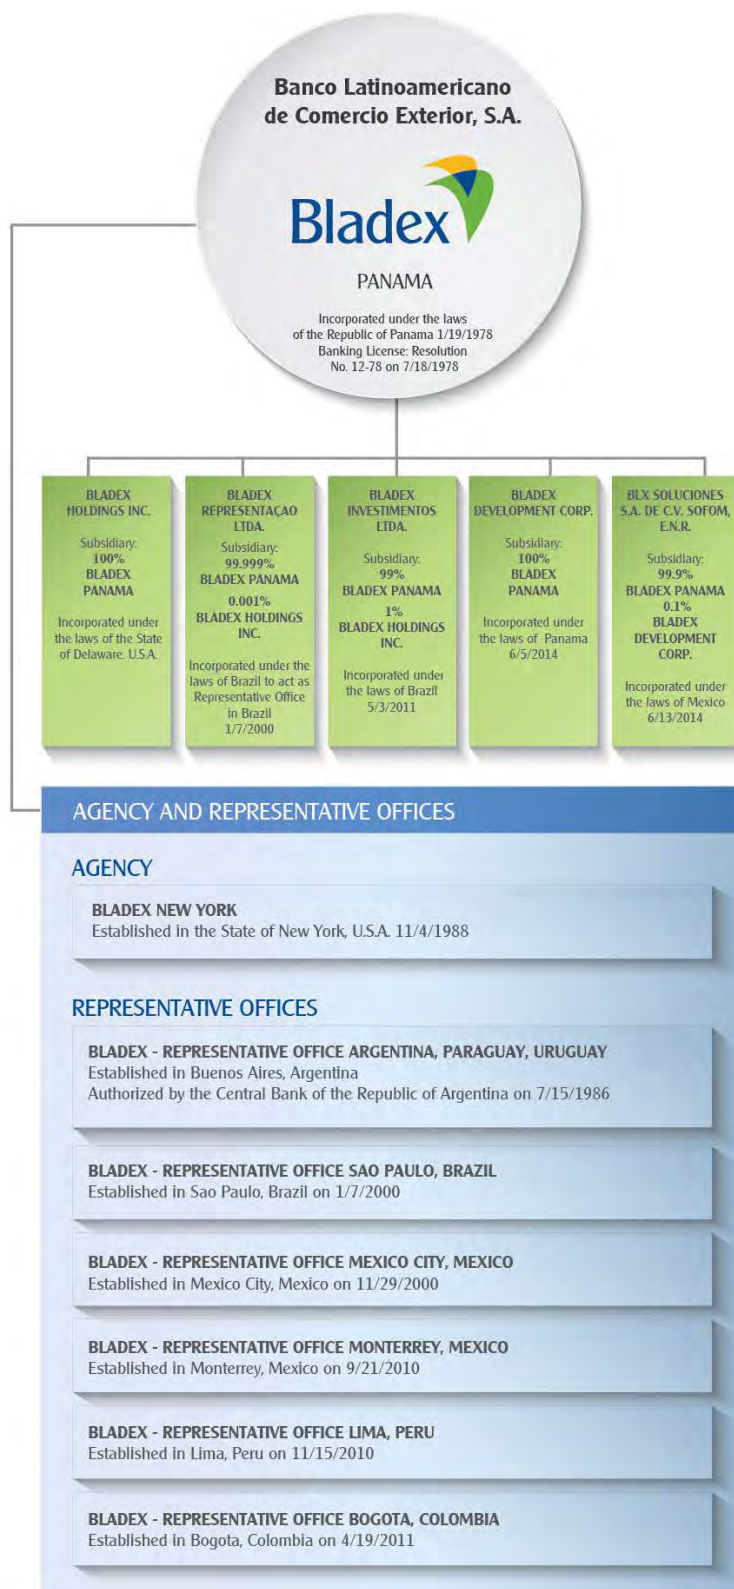 Banco Latinoamericano
de Comercio Exterior, S.A.
Bladex
PANAMA
Incorporated under the laws
of the Republic of Panama 1/19/1978
Banking License: Resolution
No. 12-78 on 7/18/1978
BLADEX
HOLDINGS INC.
Subsidiary:
100%
BLADEX
PANAMA
Incorporated under
the laws of the State
of Delaware, U.S.A.
BLADEX
REPRESENTAÇAO
LTDA.
Subsidiary:
99.999%
BLADEX PANAMA
0.001%
BLADEX HOLDINGS
INC.
Incorporated under the
laws of Brazil to act as
Representative Office
in Brazil
1/7/2000
BLADEX
INVESTIMENTOS
LTDA.
Subsidiary:
99%
BLADEX PANAMA
1%
BLADEX HOLDINGS
INC.
Incorporated under
the laws of Brazil
5/3/2011
BLADEX
DEVELOPMENT CORP.
Subsidiary:
100%
BLADEX
PANAMA
Incorporated under
the laws of Panama
6/5/2014
BLX SOLUCIONES
S.A. DE C.V. SOFOM,
E.N.R.
Subsidiary:
99.9%
BLADEX PANAMA
0.1%
BLADEX
DEVELOPMENT
CORP.
Incorporated under
the laws of Mexico
6/13/2014
AGENCY AND REPRESENTATIVE OFFICES
AGENCY
BLADEX NEW YORK
Established in the State of New York, U.S.A. 11/4/1988
REPRESENTATIVE OFFICES
BLADEX - REPRESENTATIVE OFFICE ARGENTINA, PARAGUAY, URUGUAY
Established in Buenos Aires, Argentina
Authorized by the Central Bank of the Republic of Argentina on 7/15/1986
BLADEX - REPRESENTATIVE OFFICE SAO PAULO, BRAZIL
Established in Sao Paulo, Brazil on 1/7/2000
BLADEX - REPRESENTATIVE OFFICE MEXICO CITY, MEXICO
Established in Mexico City, Mexico on 11/29/2000
BLADEX - REPRESENTATIVE OFFICE MONTERREY, MEXICO
Established in Monterrey, Mexico on 9/21/2010
BLADEX - REPRESENTATIVE OFFICE LIMA, PERU
Established in Lima, Peru on 11/15/2010
BLADEX - REPRESENTATIVE OFFICE BOGOTA, COLOMBIA
Established in Bogota, Colombia on 4/19/2011